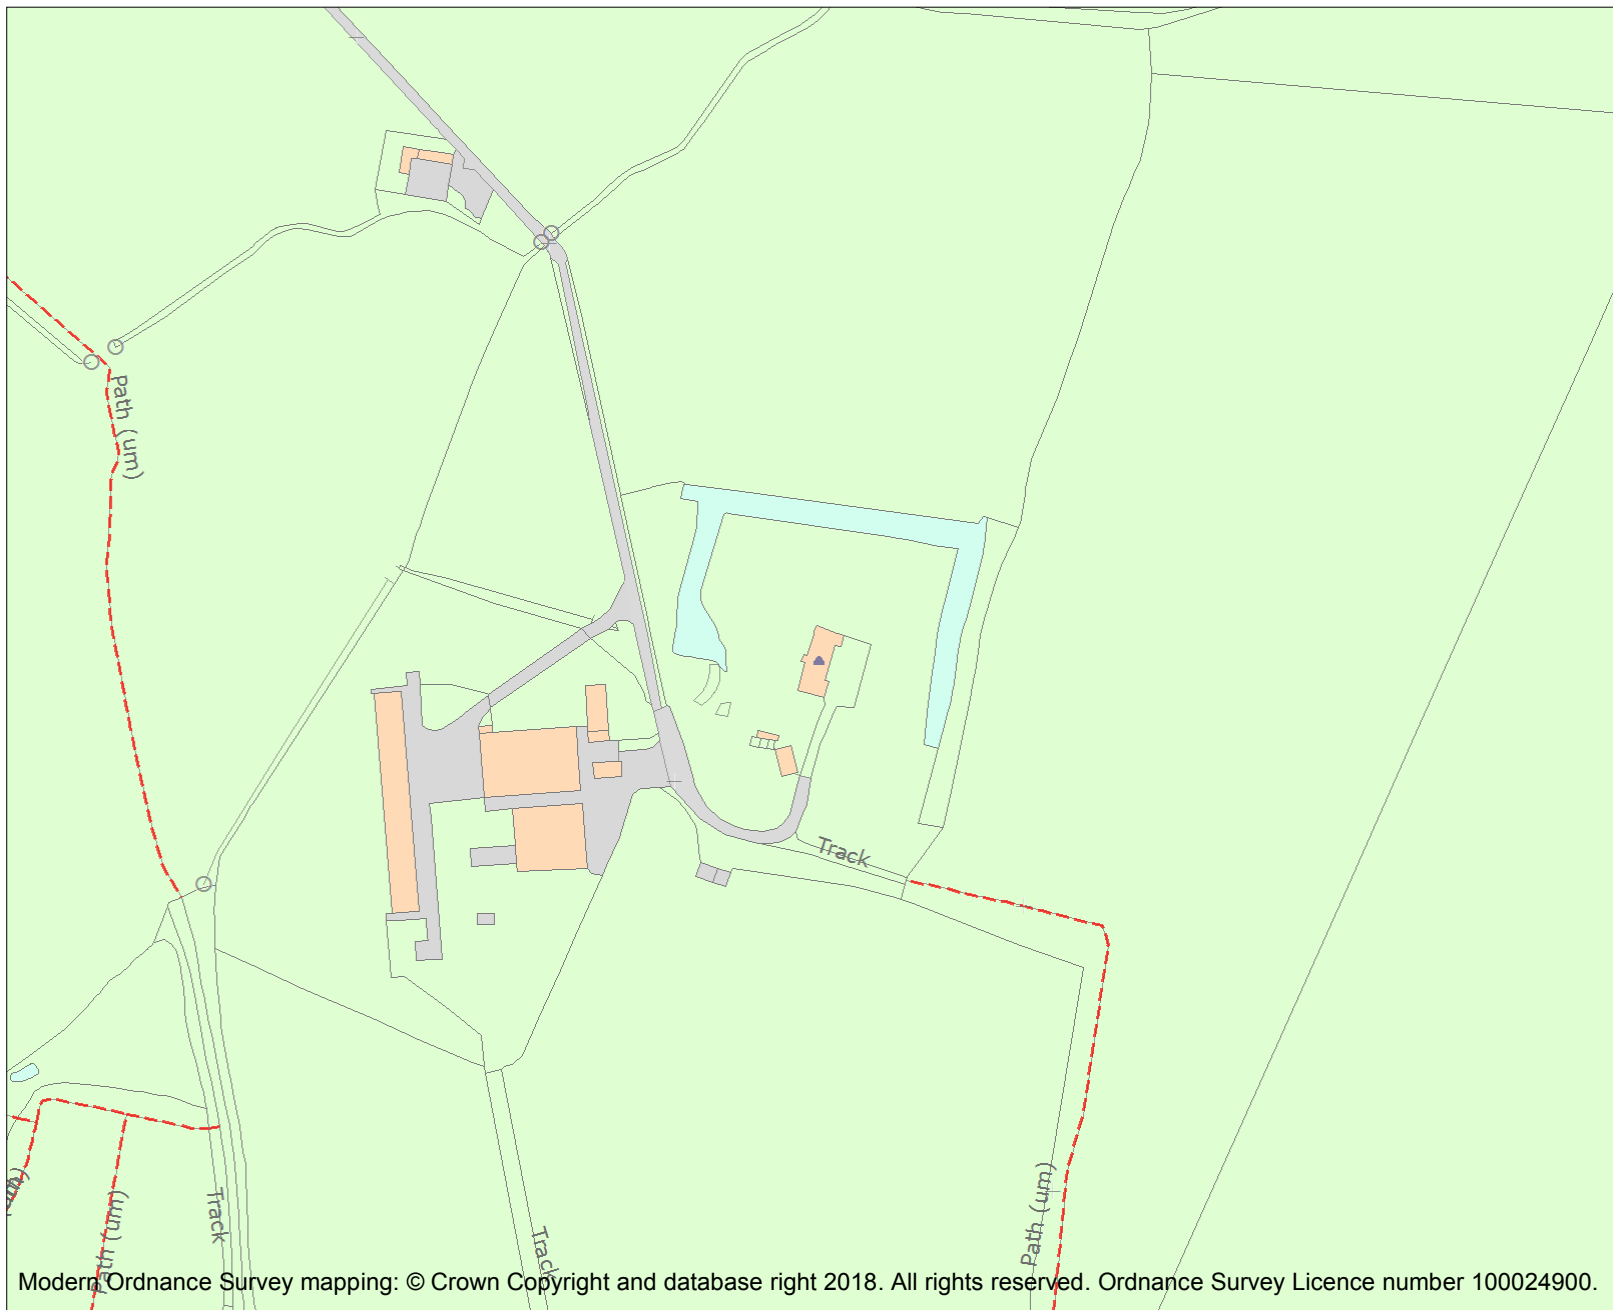 Path (um)
Track
Path (um)
Track
Track
Path (um)
Modern Ordnance Survey mapping: © Crown Copyright and database right 2018. All rights reserved. Ordnance Survey Licence number 100024900.